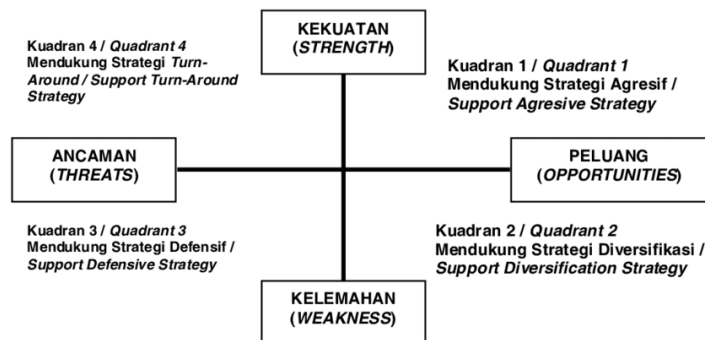 KEKUATAN
(STRENGTH)
Kuadran 4 / Quadrant 4
Mendukung Strategi Turn-
Around / Support Turn-Around
Strategy
Kuadran 1 / Quadrant 1
Mendukung Strategi Agresif /
Support Agresive Strategy
ANCAMAN
(THREATS)
PELUANG
(OPPORTUNITIES)
Kuadran 3 / Quadrant 3
Mendukung Strategi Defensif /
Support Defensive Strategy
Kuadran 2 / Quadrant 2
Mendukung Strategi Diversifikasi /
Support Diversification Strategy
KELEMAHAN
(WEAKNESS)